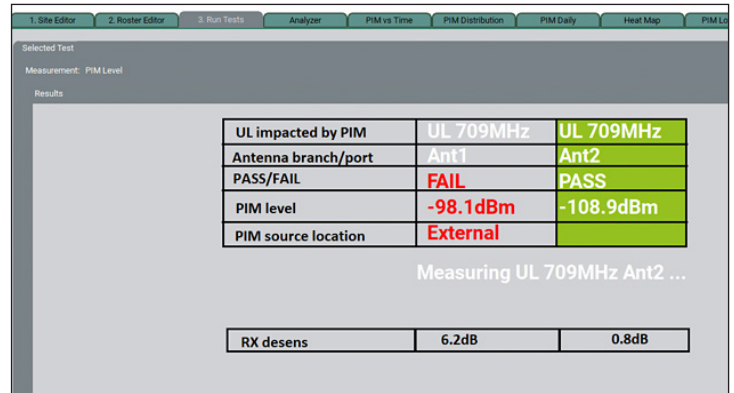 1. Site Editor 2. Roster Editor 3. Run Tests Analyzer PIM vs Time PIM Distribution PIM Daily Heat Map PIM Lo
Selected Test
Measurement: PIM Level
Results
UL impacted by PIM UL 709MHz UL 709MHz
Antenna branch/port Ant1 Ant2
PASS/FAIL FAIL PASS
PIM level -98.1dBm -108.9dBm
PIM source location External
Measuring UL 709MHz Ant2 ...
RX desens 6.2dB 0.8dB